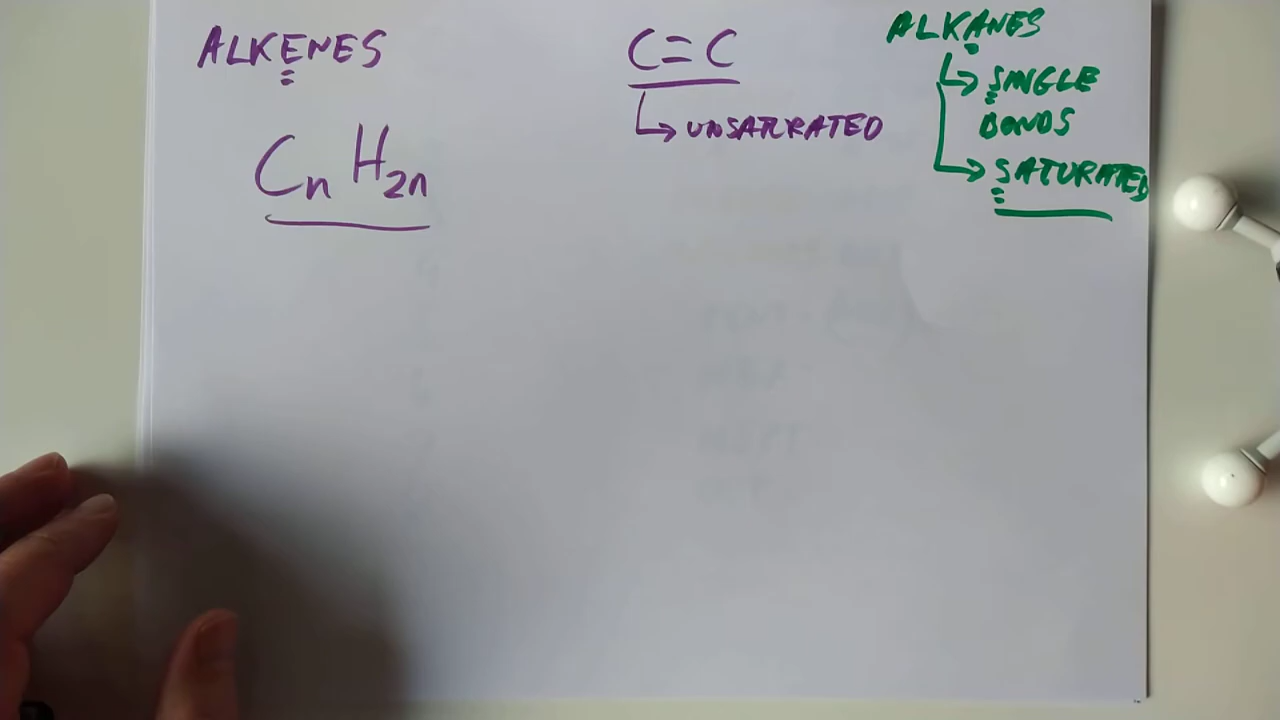 ALKENES
CnH2n
C=C
UNSATURATED
ALKANES
SINGLE
BONDS
SATURATED